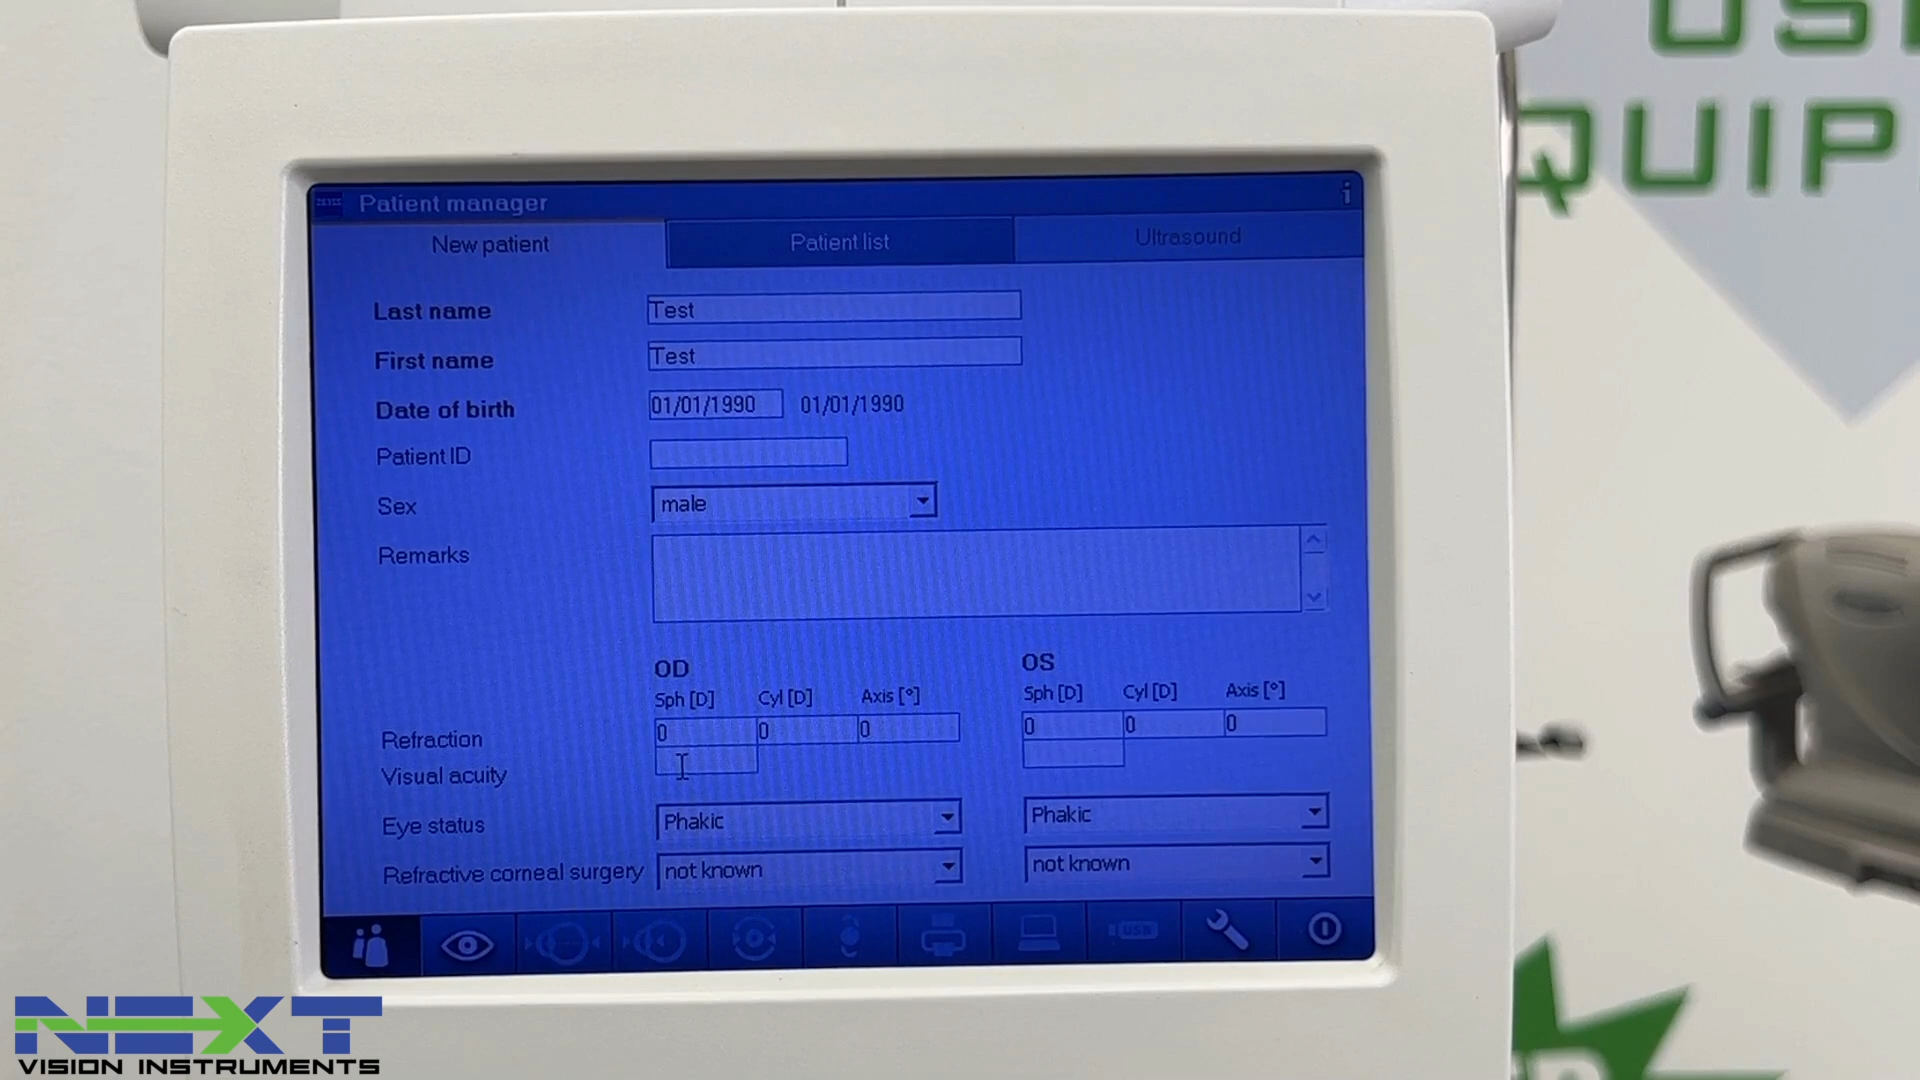 US
QUIP
ZEISS Patient manager i
New patient Patient list Ultrasound
Last name Test
First name Test
Date of birth 01/01/1990 01/01/1990
Patient ID
Sex male
Remarks
OD OS
Sph [D] Cyl [D] Axis [°] Sph [D] Cyl [D] Axis [°]
Refraction 0 0 0 0 0 0
Visual acuity
Eye status Phakic Phakic
Refractive corneal surgery not known not known
USB
NEXT
VISION INSTRUMENTS